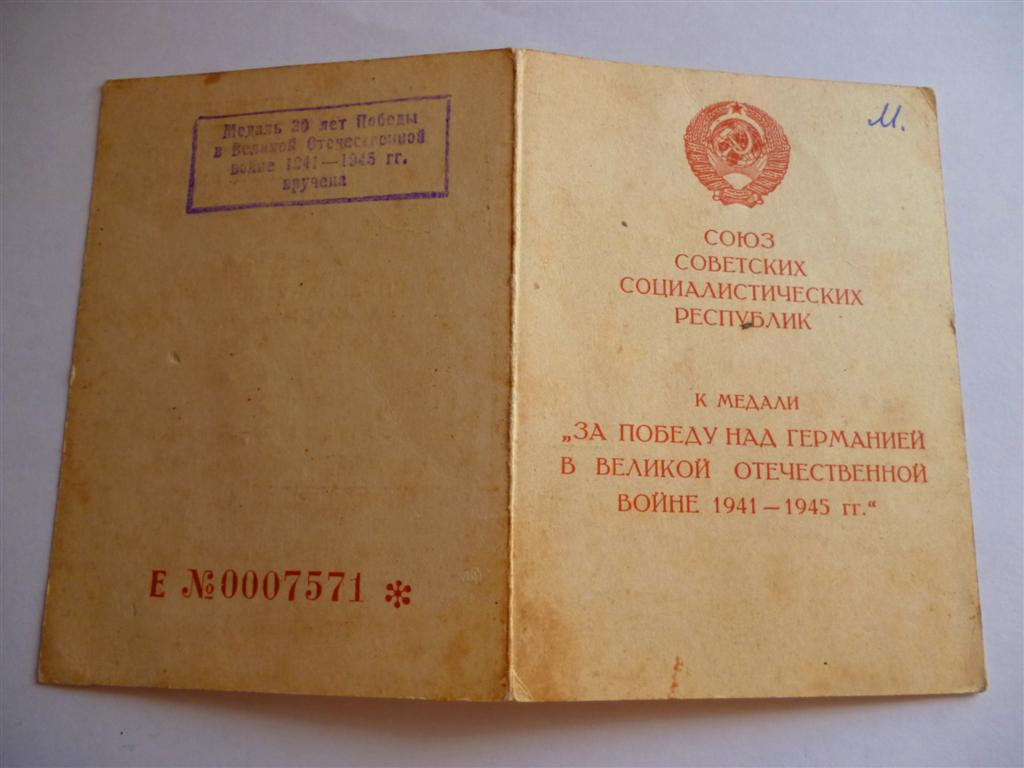 Медаль 30 лет Победы
в Великой Отечественной
войне 1941—1945 гг.
вручена
Е №0007571 *
М.
СОЮЗ
СОВЕТСКИХ
СОЦИАЛИСТИЧЕСКИХ
РЕСПУБЛИК
К МЕДАЛИ
„ЗА ПОБЕДУ НАД ГЕРМАНИЕЙ
В ВЕЛИКОЙ ОТЕЧЕСТВЕННОЙ
ВОЙНЕ 1941—1945 гг.“